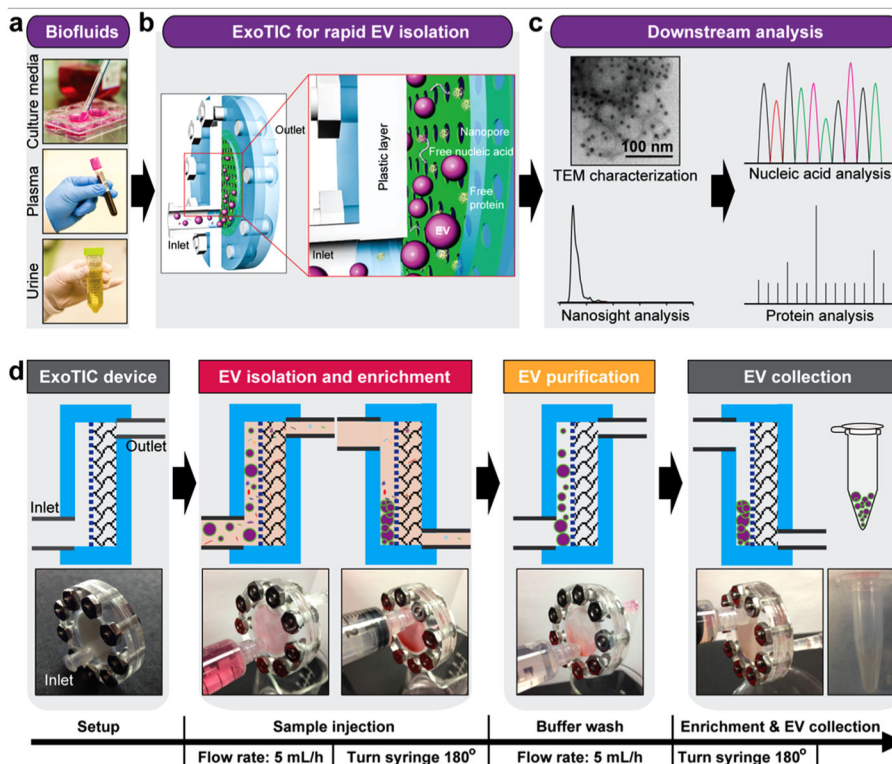 a
Biofluids
Culture media
Plasma
Urine
b
ExoTIC for rapid EV isolation
Outlet
Inlet
Plastic layer
Nanopore
Free nucleic acid
Free
protein
EV
Inlet
c
Downstream analysis
100 nm
TEM characterization
Nucleic acid analysis
Nanosight analysis
Protein analysis
d
ExoTIC device
EV isolation and enrichment
EV purification
EV collection
Outlet
Inlet
Inlet
Setup
Sample injection
Buffer wash
Enrichment & EV collection
Flow rate: 5 mL/h
Turn syringe 180°
Flow rate: 5 mL/h
Turn syringe 180°